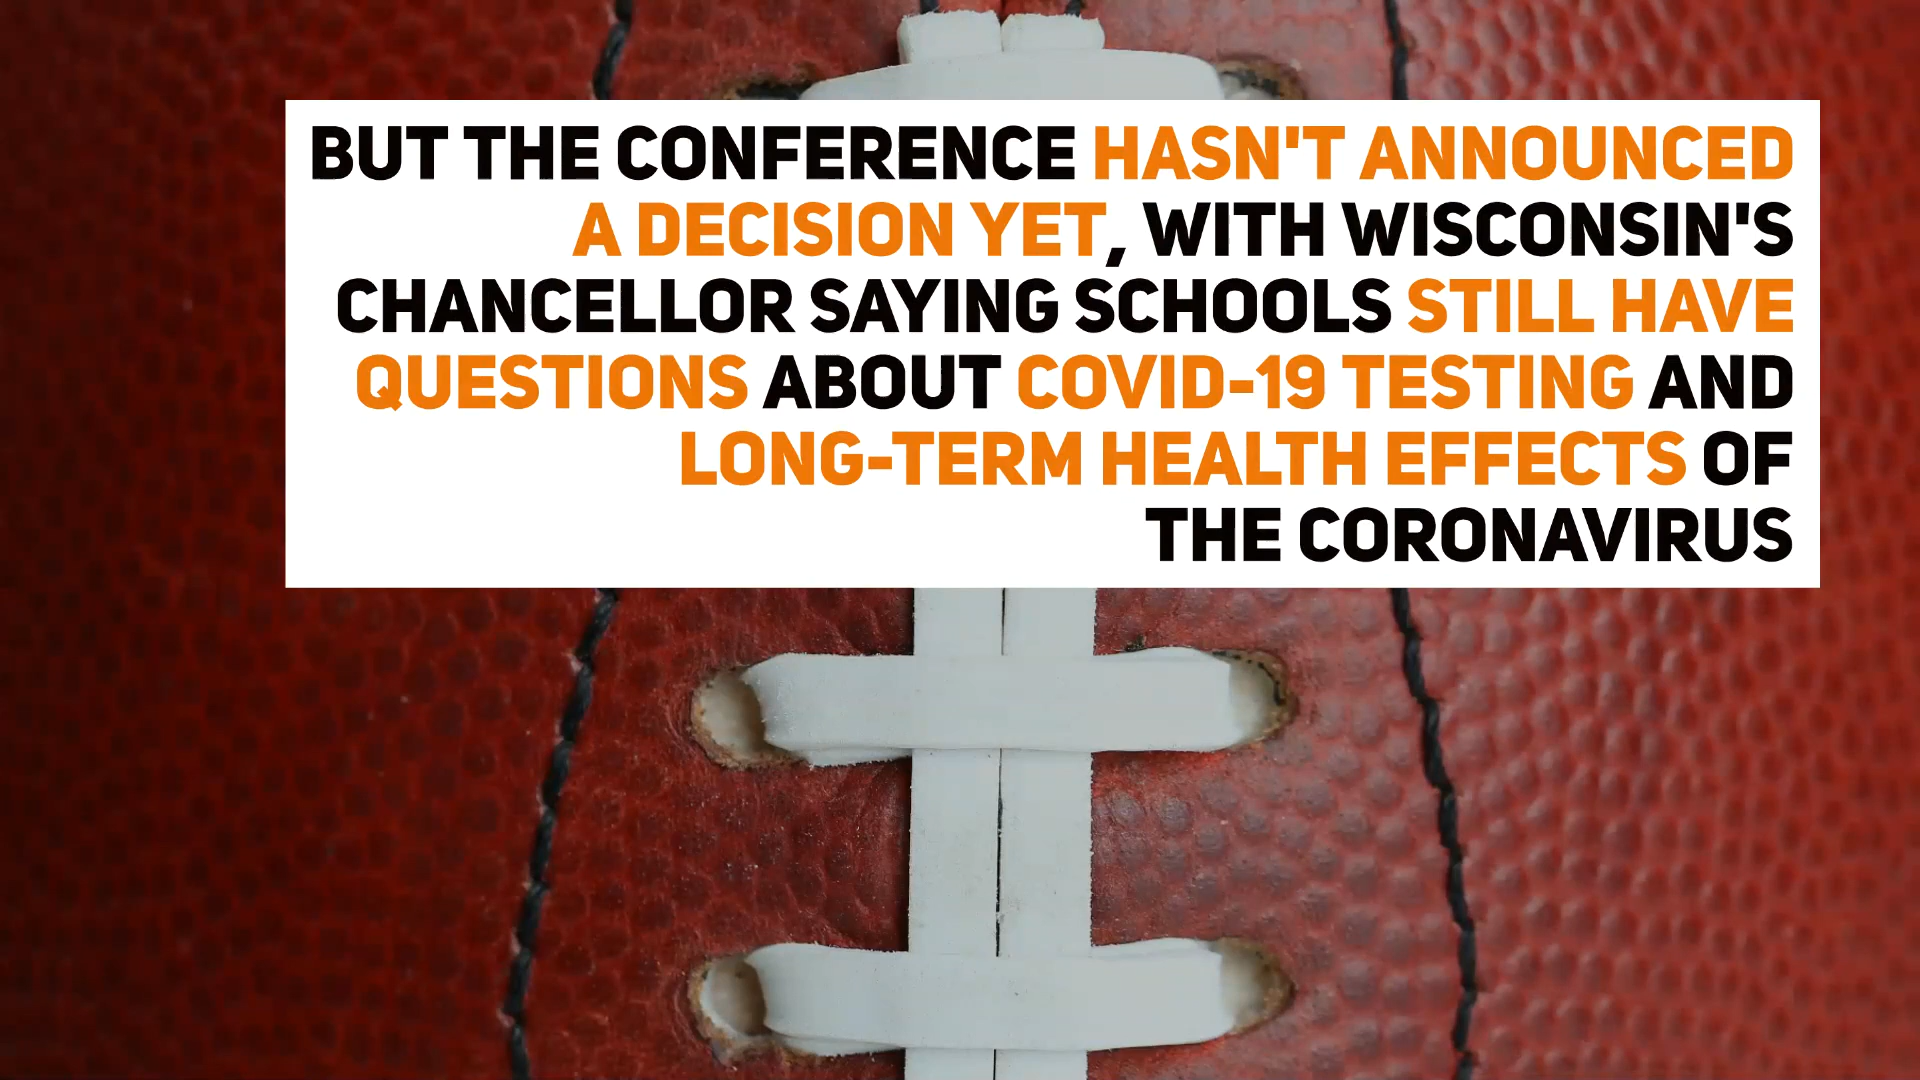 BUT THE CONFERENCE HASN'T ANNOUNCED
A DECISION YET, WITH WISCONSIN'S
CHANCELLOR SAYING SCHOOLS STILL HAVE
QUESTIONS ABOUT COVID-19 TESTING AND
LONG-TERM HEALTH EFFECTS OF
THE CORONAVIRUS